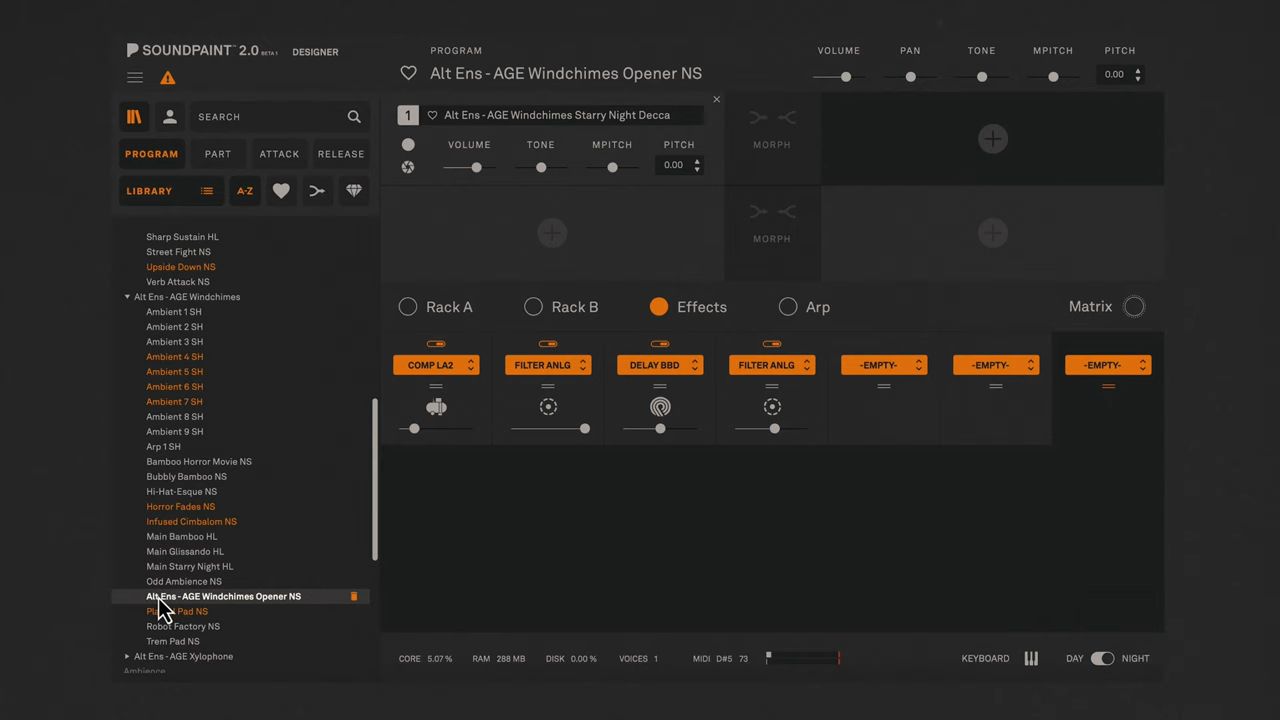 SOUNDPAINT™ 2.0 BETA 1 DESIGNER
PROGRAM
Alt Ens - AGE Windchimes Opener NS
VOLUME PAN TONE MPITCH PITCH
0.00
SEARCH
PROGRAM PART ATTACK RELEASE
LIBRARY A-Z
1 Alt Ens - AGE Windchimes Starry Night Decca
VOLUME TONE MPITCH PITCH
0.00
MORPH
MORPH
Sharp Sustain HL
Street Fight NS
Upside Down NS
Verb Attack NS
Alt Ens - AGE Windchimes
Ambient 1 SH
Ambient 2 SH
Ambient 3 SH
Ambient 4 SH
Ambient 5 SH
Ambient 6 SH
Ambient 7 SH
Ambient 8 SH
Ambient 9 SH
Arp 1 SH
Bamboo Horror Movie NS
Bubbly Bamboo NS
Hi-Hat-Esque NS
Horror Fades NS
Infused Cimbalom NS
Main Bamboo HL
Main Glissando HL
Main Starry Night HL
Odd Ambience NS
Alt Ens - AGE Windchimes Opener NS
Pad NS
Robot Factory NS
Trem Pad NS
Alt Ens - AGE Xylophone
Ambience
Rack A Rack B Effects Arp Matrix
COMP LA2 FILTER ANLG DELAY BBD FILTER ANLG -EMPTY- -EMPTY- -EMPTY-
CORE 5.07 % RAM 288 MB DISK 0.00 % VOICES 1 MIDI D#5 73
KEYBOARD DAY NIGHT